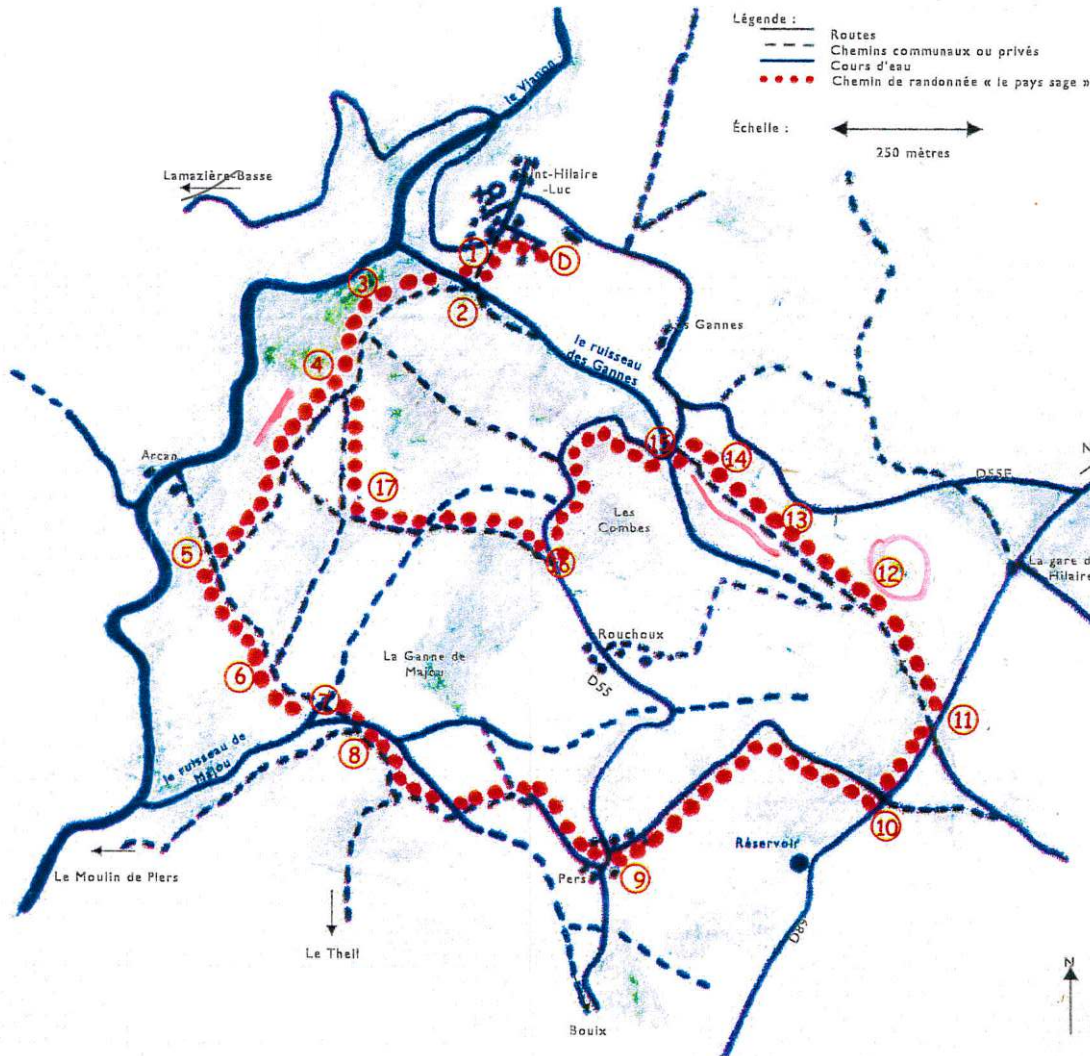 Légende :
Routes
Chemins communaux ou privés
Cours d'eau
Chemin de randonnée « le pays sage »
Échelle :
250 mètres
le Vianon
Lamazière-Basse
Saint-Hilaire
-Luc
1
D
3
2
Les Gannes
le ruisseau
des Gannes
4
Arcan
15
14
N
D55E
17
Les
Combes
13
5
16
12
La gare d
Hilaire
Rouchoux
La Ganne de
Majou
D55
6
7
11
8
le ruisseau de
Majou
10
Réservoir
Le Moulin de Piers
Pers
9
D89
Le Theil
N
Bouix